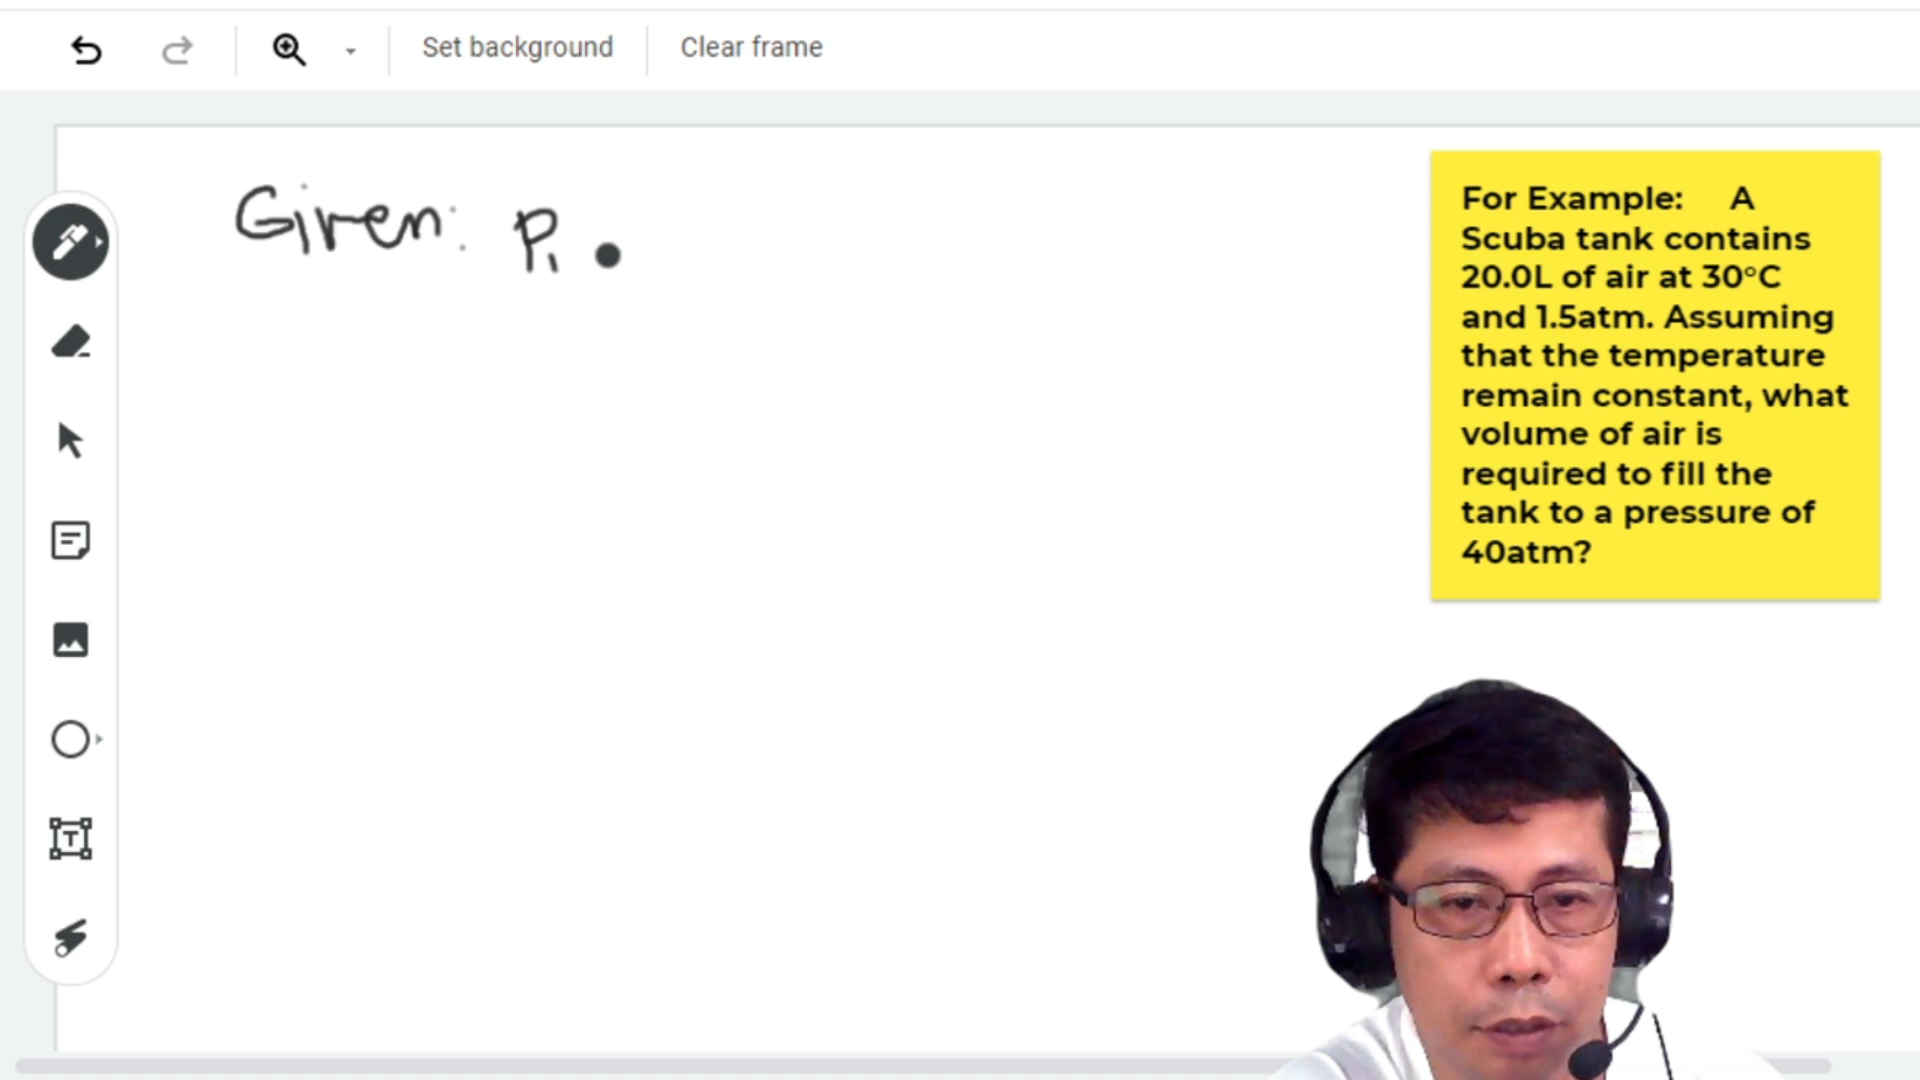 Set background
Clear frame
Given: P₁
For Example: A
Scuba tank contains
20.0L of air at 30°C
and 1.5atm. Assuming
that the temperature
remain constant, what
volume of air is
required to fill the
tank to a pressure of
40atm?